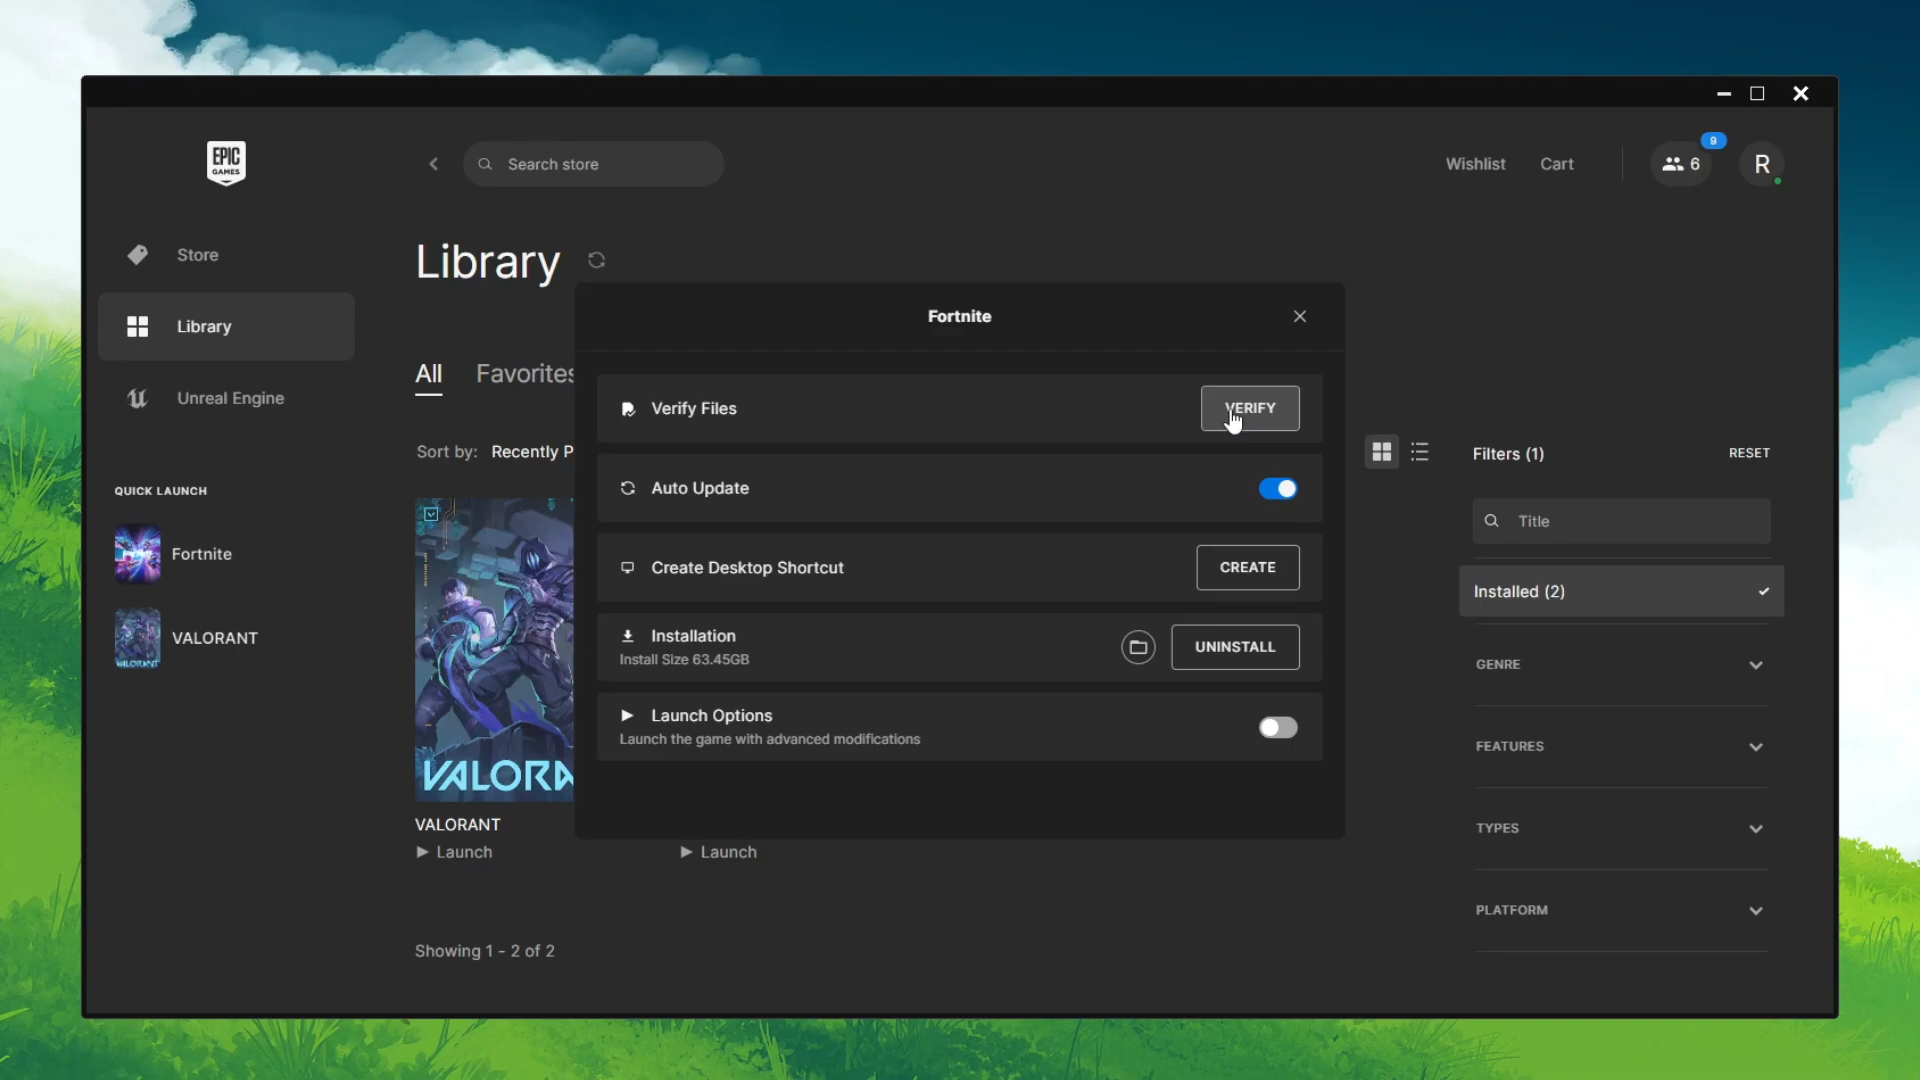 EPIC
GAMES
Search store
Wishlist
Cart
9
6
R
Store
Library
Unreal Engine
QUICK LAUNCH
Fortnite
VALORANT
Library
All
Favorites
Sort by: Recently P
VALORA
VALORANT
Launch
Launch
Showing 1 - 2 of 2
Fortnite
Verify Files
VERIFY
Auto Update
Create Desktop Shortcut
CREATE
Installation
Install Size 63.45GB
UNINSTALL
Launch Options
Launch the game with advanced modifications
Filters (1)
RESET
Title
Installed (2)
GENRE
FEATURES
TYPES
PLATFORM